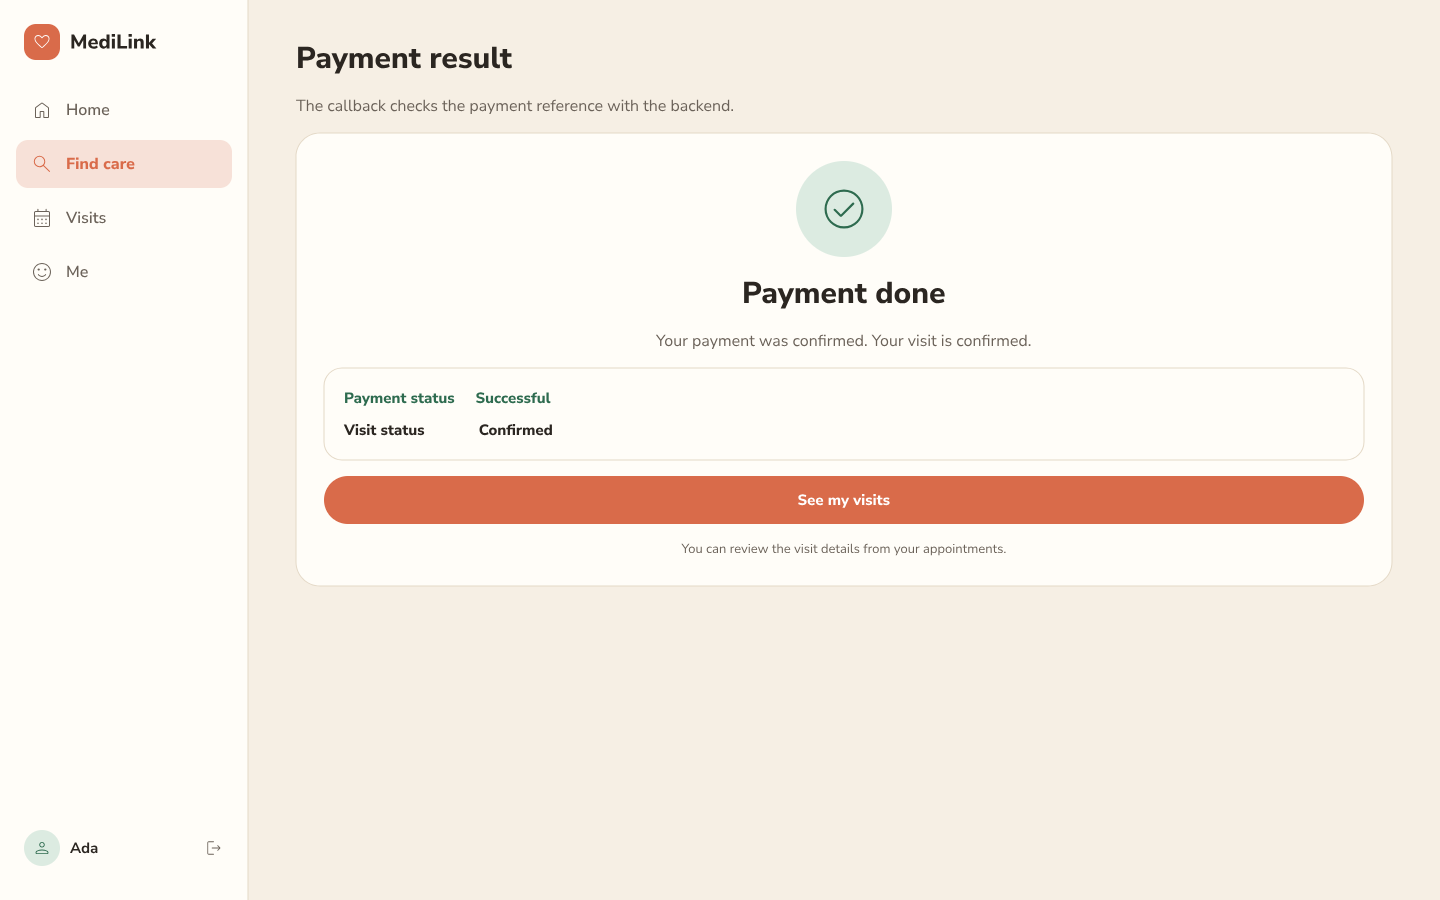 MediLink
Home
Find care
Visits
Me
Ada
Payment result
The callback checks the payment reference with the backend.
Payment done
Your payment was confirmed. Your visit is confirmed.
Payment status Successful
Visit status Confirmed
See my visits
You can review the visit details from your appointments.